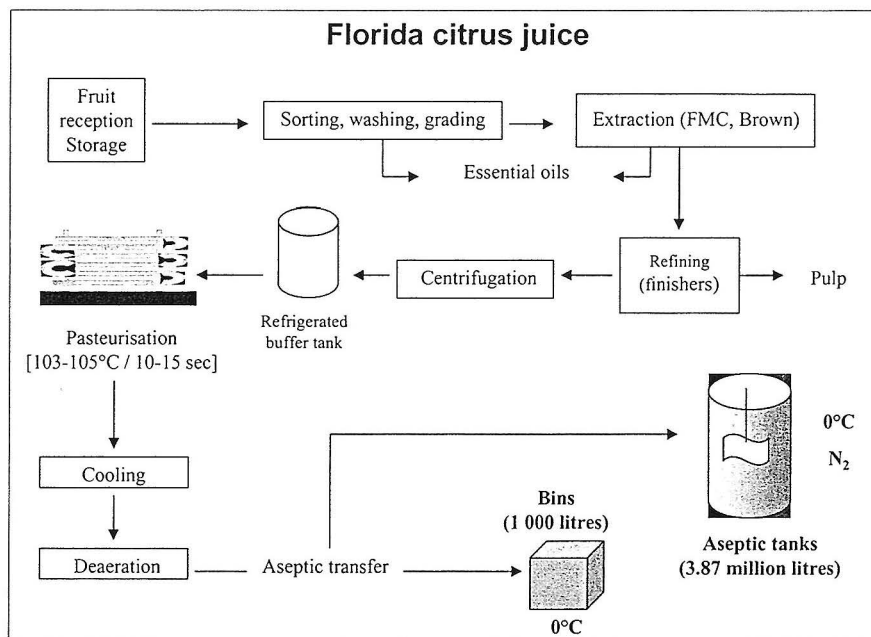 Florida citrus juice
Fruit
reception
Storage
Sorting, washing, grading
Extraction (FMC, Brown)
Essential oils
Refining
(finishers)
Pulp
Centrifugation
Refrigerated
buffer tank
Pasteurisation
[103-105°C / 10-15 sec]
Cooling
Deaeration
Aseptic transfer
Bins
(1 000 litres)
0°C
0°C
N₂
Aseptic tanks
(3.87 million litres)